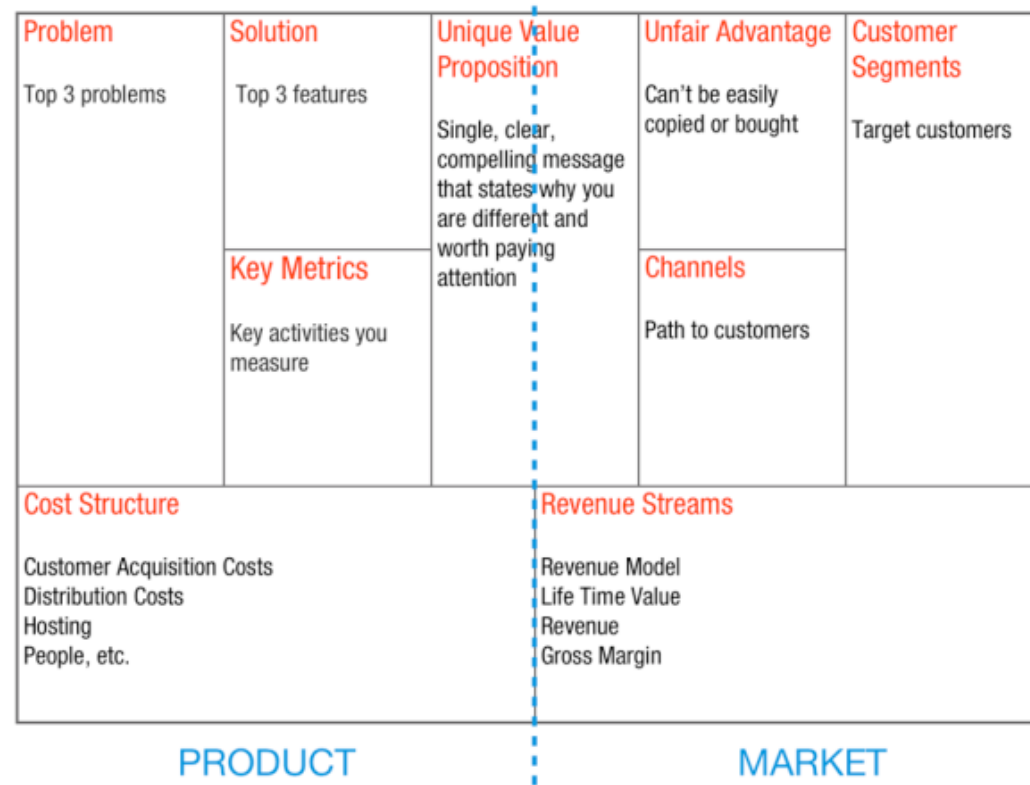 Problem
Top 3 problems
Solution
Top 3 features
Key Metrics
Key activities you
measure
Unique Value
Proposition
Single, clear,
compelling message
that states why you
are different and
worth paying
attention
Unfair Advantage
Can't be easily
copied or bought
Channels
Path to customers
Customer
Segments
Target customers
Cost Structure
Customer Acquisition Costs
Distribution Costs
Hosting
People, etc.
Revenue Streams
Revenue Model
Life Time Value
Revenue
Gross Margin
PRODUCT
MARKET